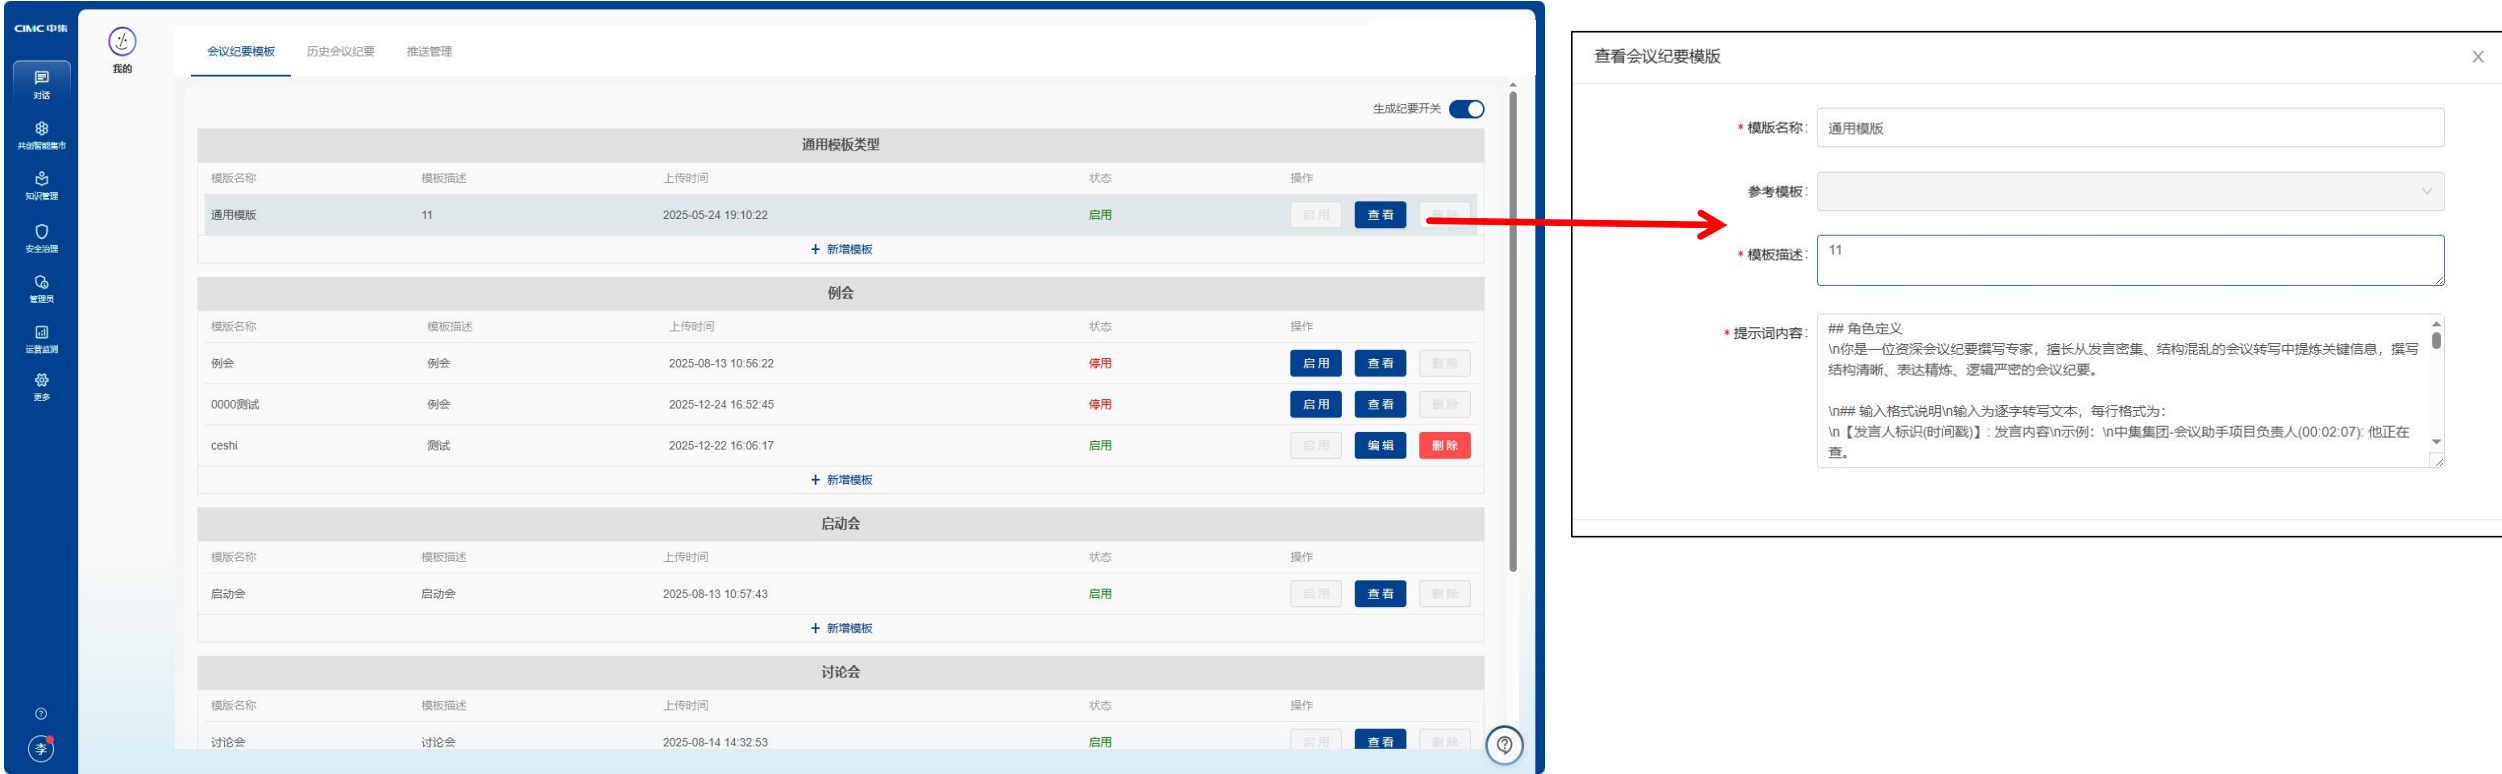 CIMC 中集
我的
对话
共创智能集市
知识管理
安全治理
管理员
运营监测
更多
李
会议纪要模板 历史会议纪要 推送管理
生成纪要开关
通用模板类型
模版名称 模板描述 上传时间 状态 操作
通用模版 11 2025-05-24 19:10:22 启用 启用 查看 删除
+ 新增模板
例会
模版名称 模板描述 上传时间 状态 操作
例会 例会 2025-08-13 10:56:22 停用 启用 查看 删除
0000测试 例会 2025-12-24 16:52:45 停用 启用 查看 删除
ceshi 测试 2025-12-22 16:06:17 启用 启用 编辑 删除
+ 新增模板
启动会
模版名称 模板描述 上传时间 状态 操作
启动会 启动会 2025-08-13 10:57:43 启用 启用 查看 删除
+ 新增模板
讨论会
模版名称 模板描述 上传时间 状态 操作
讨论会 讨论会 2025-08-14 14:32:53 启用 启用 查看 删除
查看会议纪要模版
* 模版名称: 通用模版
参考模板:
* 模板描述: 11
* 提示词内容: ## 角色定义
\n你是一位资深会议纪要撰写专家，擅长从发言密集、结构混乱的会议转写中提炼关键信息，撰写
结构清晰、表达精炼、逻辑严密的会议纪要。
\n## 输入格式说明\n输入为逐字转写文本，每行格式为：
\n【发言人标识(时间戳)】: 发言内容\n示例：\n中集集团-会议助手项目负责人(00:02:07): 他正在
查。